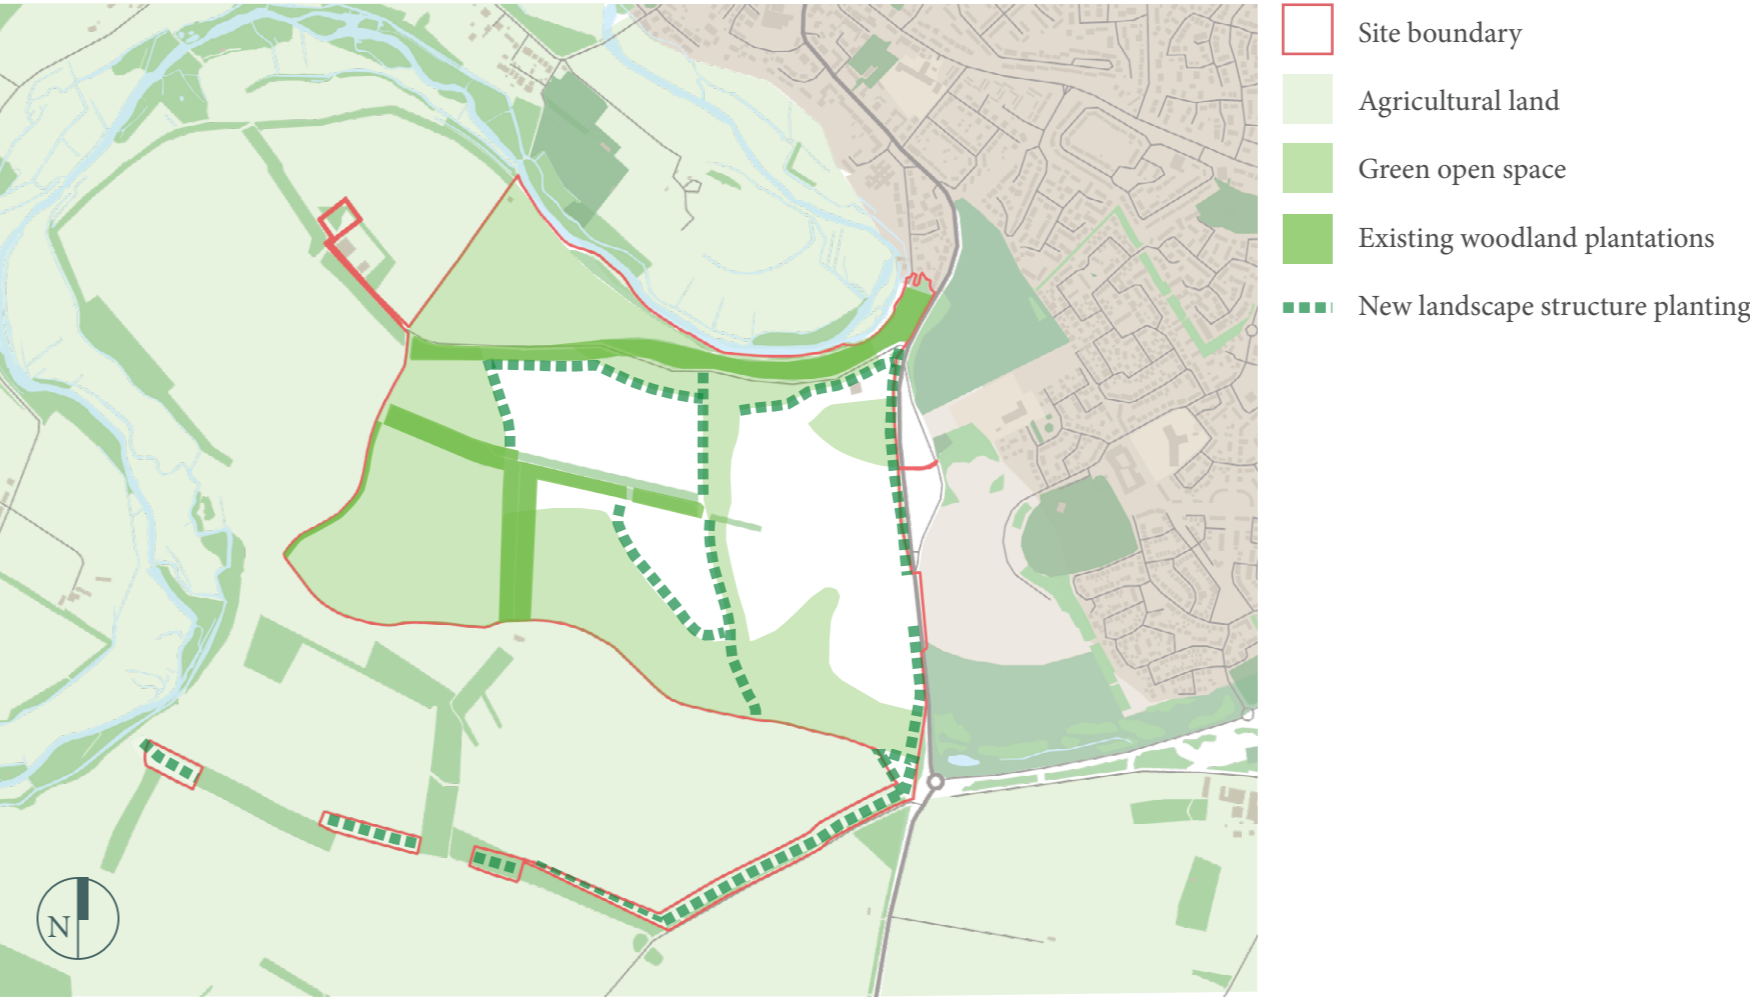 Site boundary
Agricultural land
Green open space
Existing woodland plantations
New landscape structure planting
N